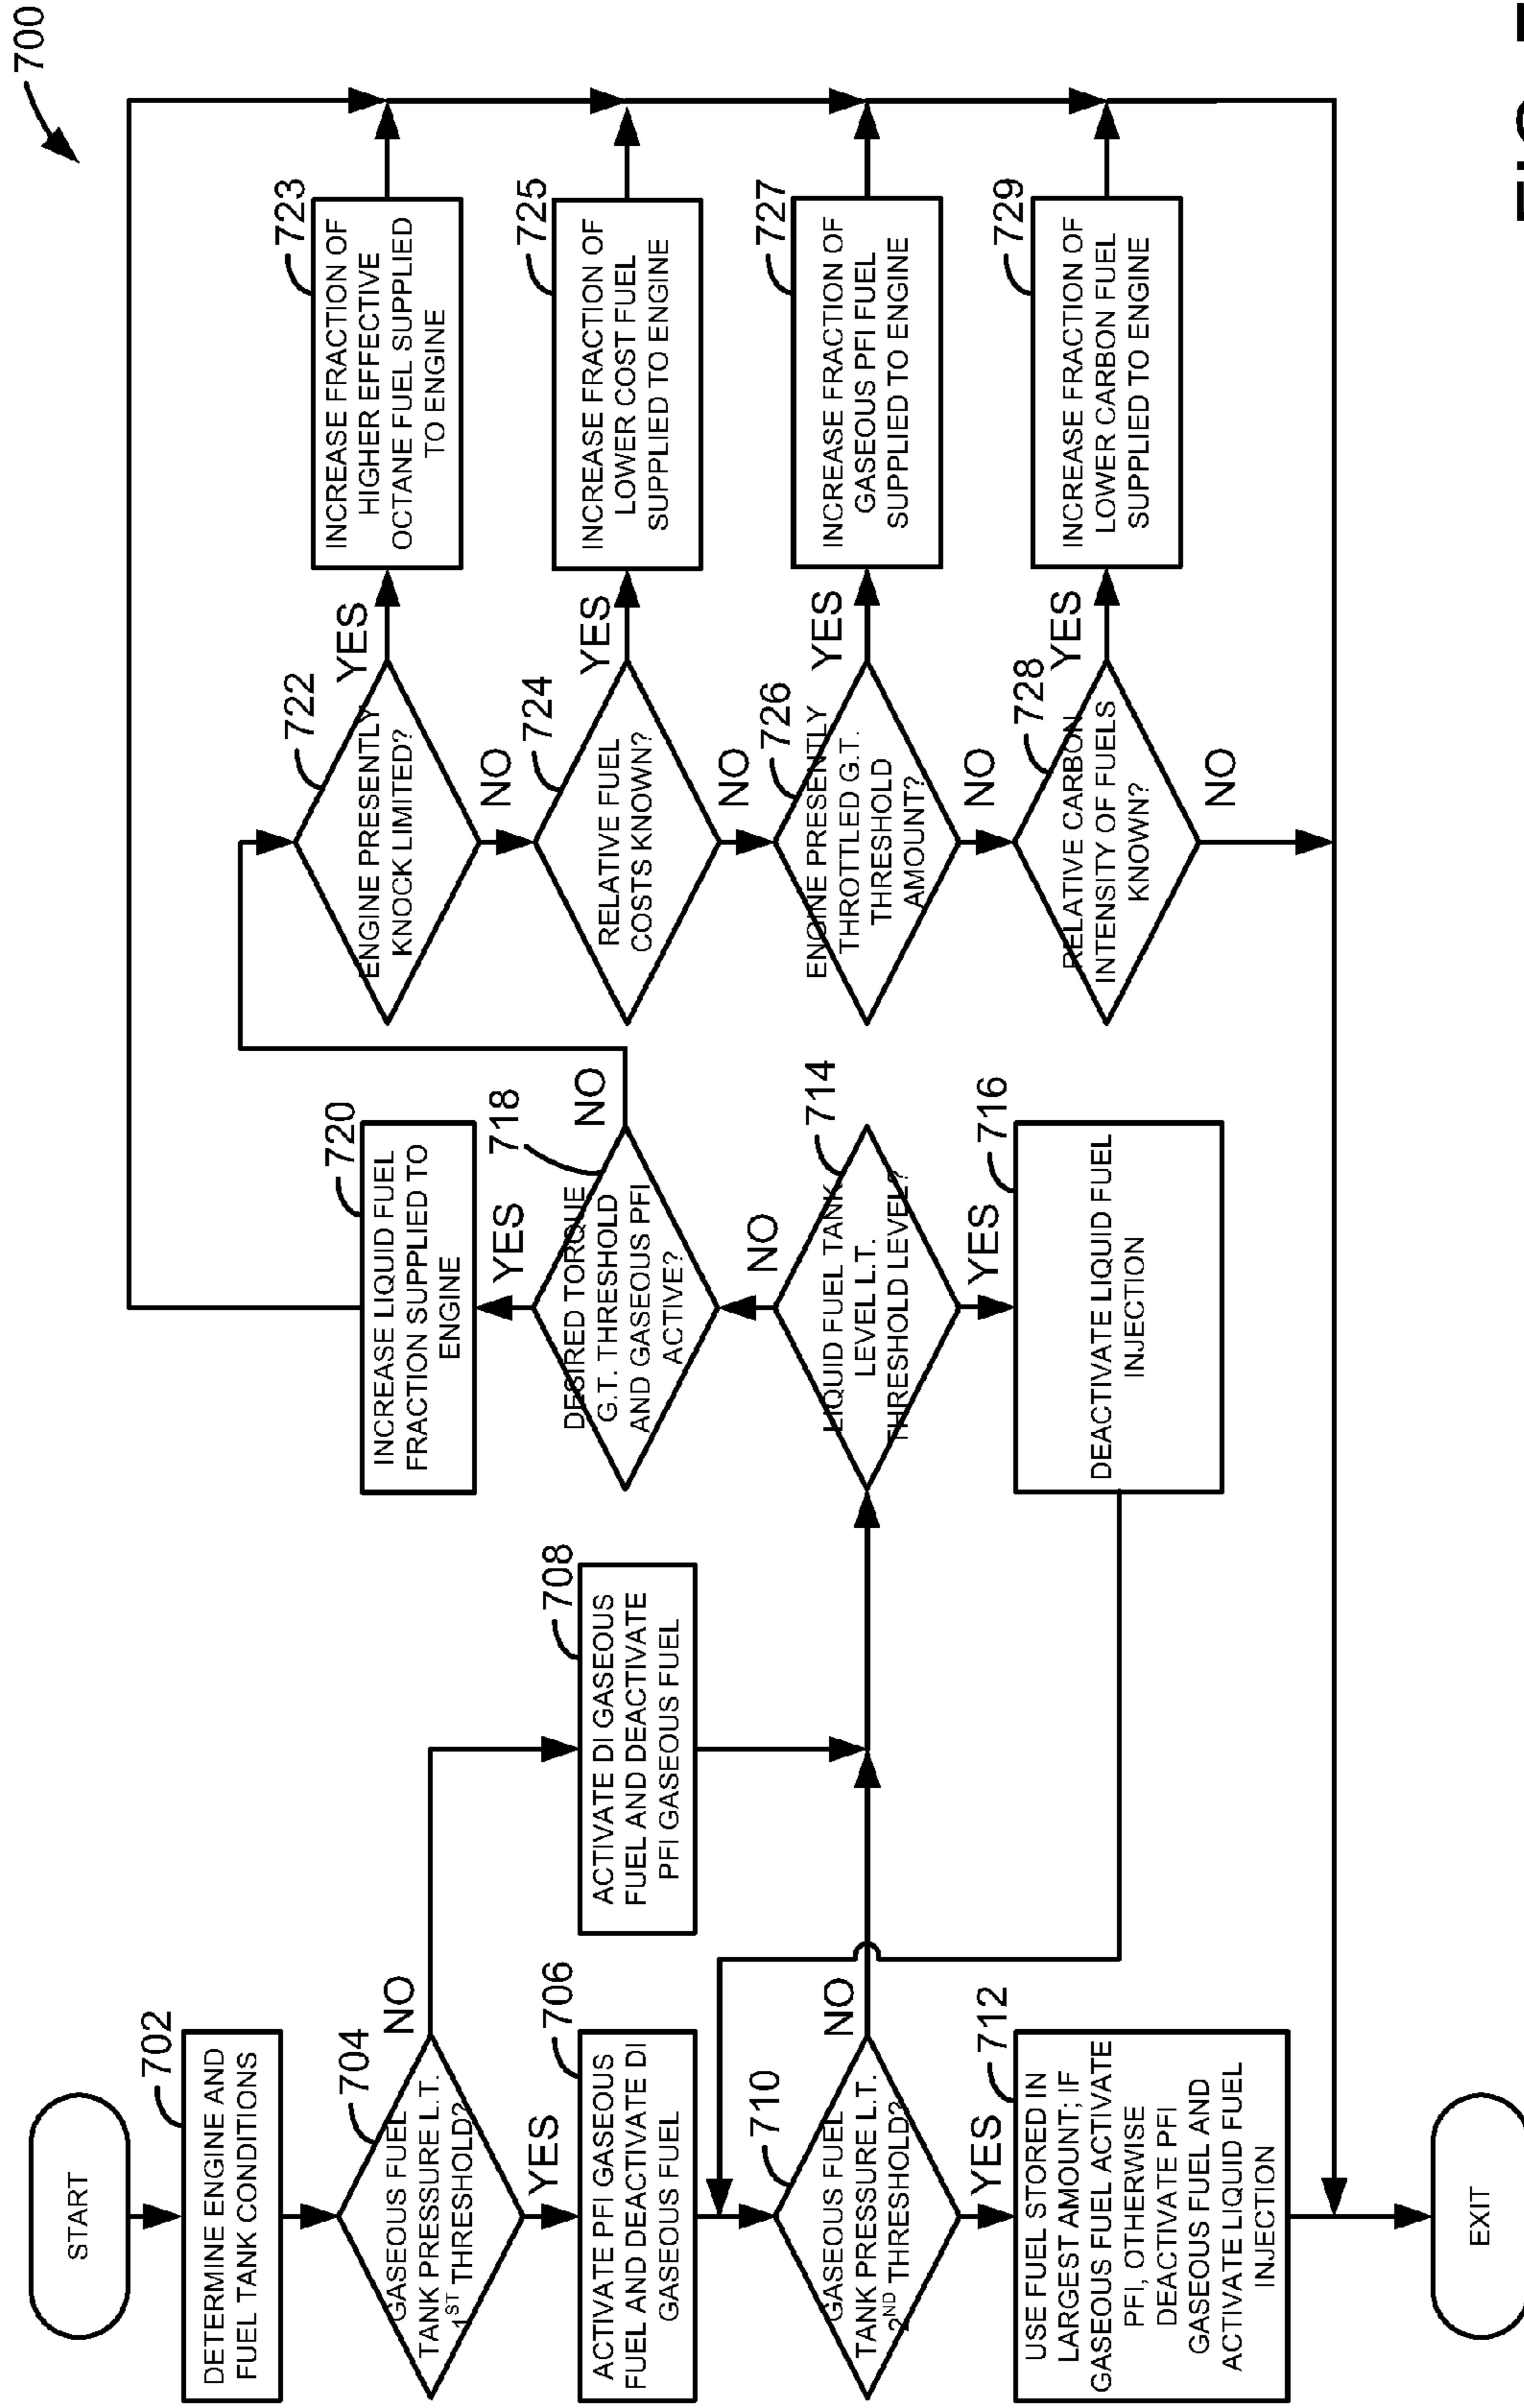 700
START
702
DETERMINE ENGINE AND
FUEL TANK CONDITIONS
704
GASEOUS FUEL
TANK PRESSURE L.T.
1ST THRESHOLD?
NO
YES
706
ACTIVATE PFI GASEOUS
FUEL AND DEACTIVATE DI
GASEOUS FUEL
708
ACTIVATE DI GASEOUS
FUEL AND DEACTIVATE
PFI GASEOUS FUEL
710
GASEOUS FUEL
TANK PRESSURE L.T.
2ND THRESHOLD?
NO
YES
712
USE FUEL STORED IN
LARGEST AMOUNT; IF
GASEOUS FUEL ACTIVATE
PFI, OTHERWISE
DEACTIVATE PFI
GASEOUS FUEL AND
ACTIVATE LIQUID FUEL
INJECTION
EXIT
720
INCREASE LIQUID FUEL
FRACTION SUPPLIED TO
ENGINE
YES
718
DESIRED TORQUE
G.T. THRESHOLD
AND GASEOUS PFI
ACTIVE?
NO
NO
714
LIQUID FUEL TANK
LEVEL L.T.
THRESHOLD LEVEL?
YES
716
DEACTIVATE LIQUID FUEL
INJECTION
722
ENGINE PRESENTLY
KNOCK LIMITED?
YES
NO
723
INCREASE FRACTION OF
HIGHER EFFECTIVE
OCTANE FUEL SUPPLIED
TO ENGINE
724
RELATIVE FUEL
COSTS KNOWN?
YES
NO
725
INCREASE FRACTION OF
LOWER COST FUEL
SUPPLIED TO ENGINE
726
ENGINE PRESENTLY
THROTTLED G.T.
THRESHOLD
AMOUNT?
YES
NO
727
INCREASE FRACTION OF
GASEOUS PFI FUEL
SUPPLIED TO ENGINE
728
RELATIVE CARBON
INTENSITY OF FUELS
KNOWN?
YES
NO
729
INCREASE FRACTION OF
LOWER CARBON FUEL
SUPPLIED TO ENGINE